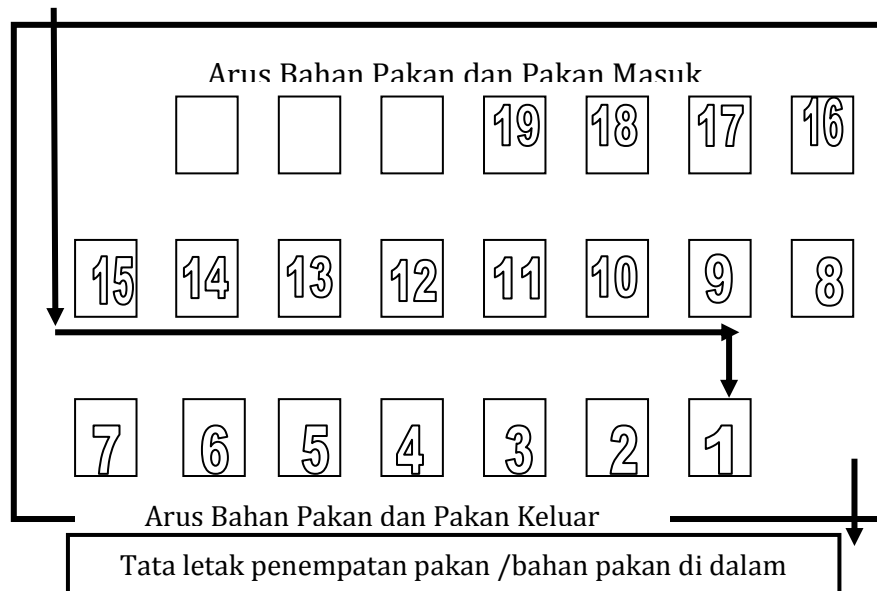 Arus Bahan Pakan dan Pakan Masuk
19 18 17 16
15 14 13 12 11 10 9 8
7 6 5 4 3 2 1
Arus Bahan Pakan dan Pakan Keluar
Tata letak penempatan pakan /bahan pakan di dalam